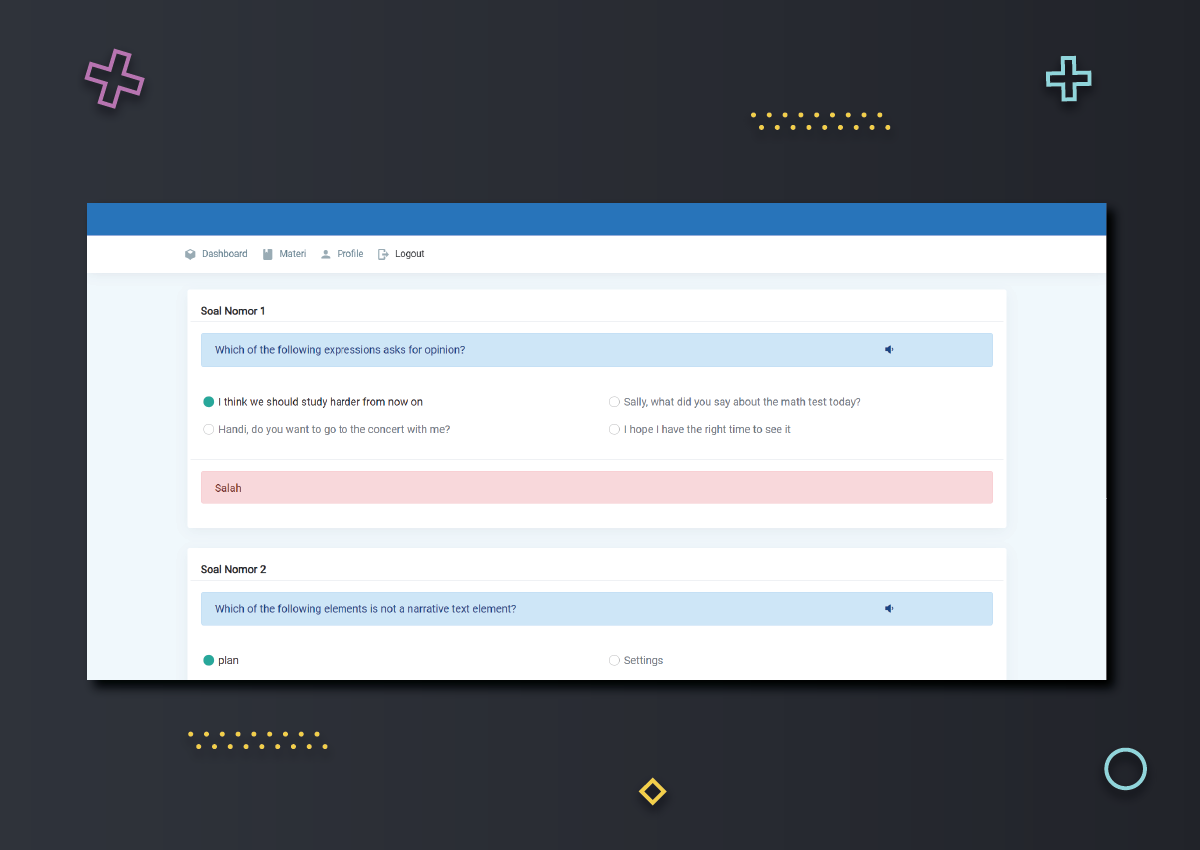 Dashboard Materi Profile Logout
Soal Nomor 1
Which of the following expressions asks for opinion?
I think we should study harder from now on
Sally, what did you say about the math test today?
Handi, do you want to go to the concert with me?
I hope I have the right time to see it
Salah
Soal Nomor 2
Which of the following elements is not a narrative text element?
plan
Settings